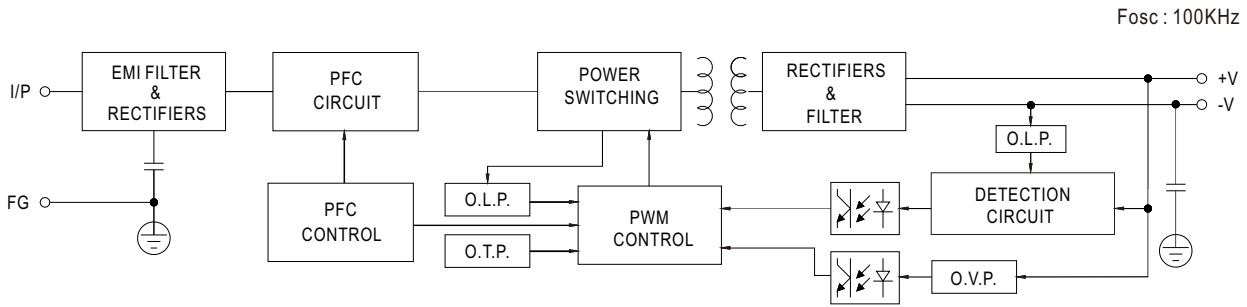 Fosc : 100KHz
I/P
EMI FILTER
&
RECTIFIERS
PFC
CIRCUIT
POWER
SWITCHING
RECTIFIERS
&
FILTER
+V
-V
O.L.P.
FG
PFC
CONTROL
O.L.P.
O.T.P.
PWM
CONTROL
DETECTION
CIRCUIT
O.V.P.